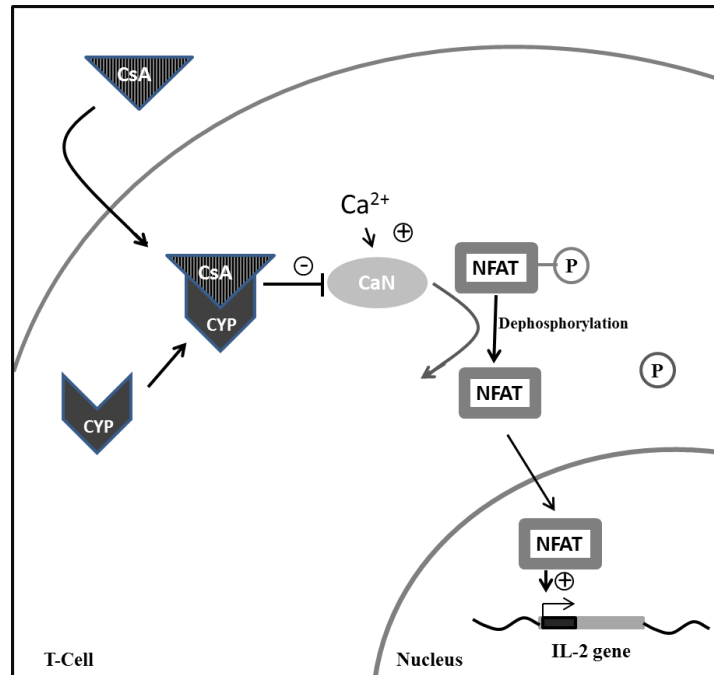 CsA
Ca2+
⊕
NFAT
P
CsA
⊖
CaN
CYP
Dephosphorylation
P
NFAT
CYP
NFAT
⊕
IL-2 gene
T-Cell
Nucleus